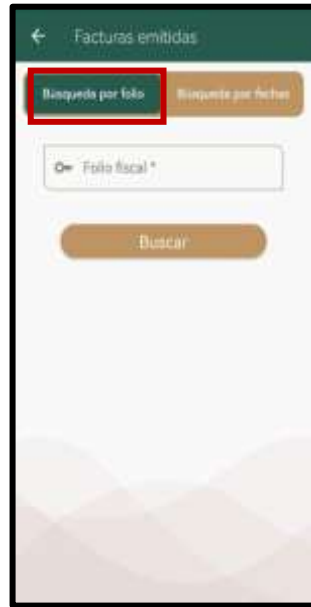 Facturas emitidas
Búsqueda por folio Búsqueda por fechas
Folio fiscal *
Buscar